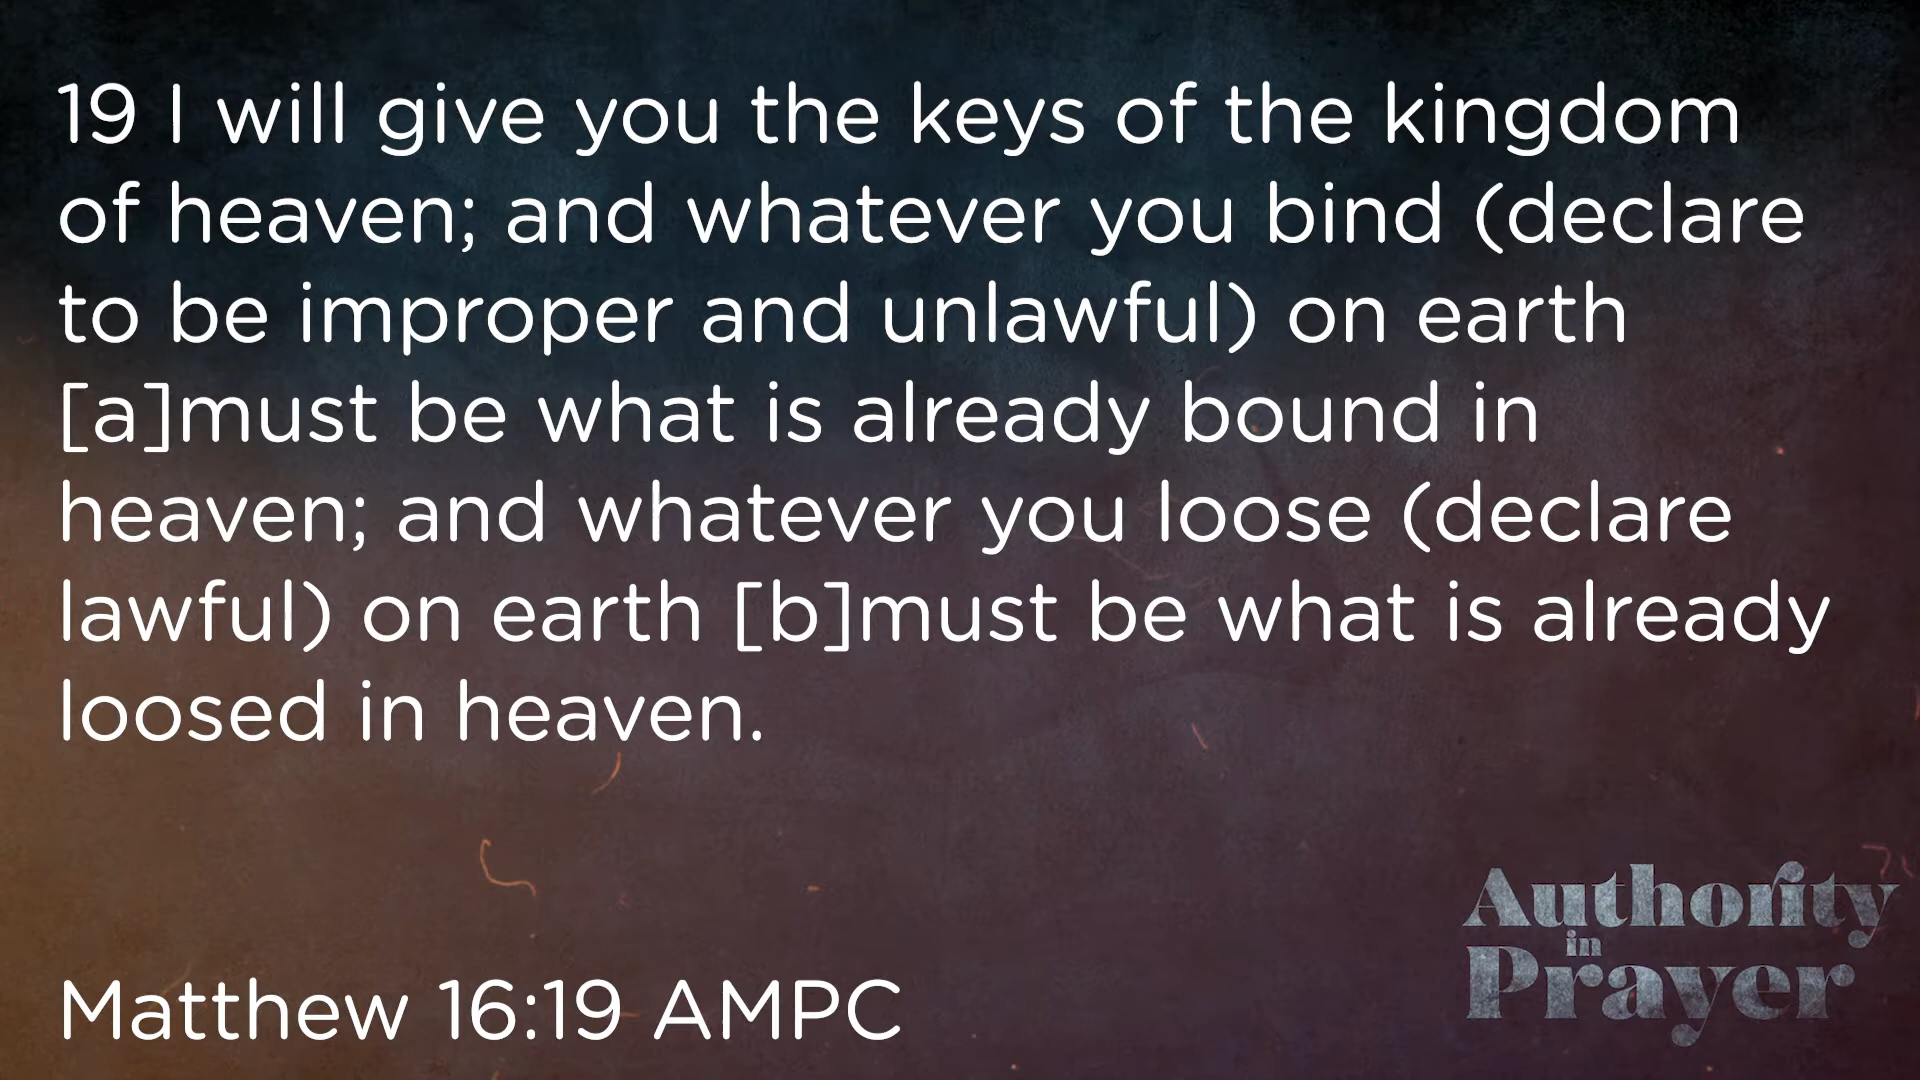 19 I will give you the keys of the kingdom
of heaven; and whatever you bind (declare
to be improper and unlawful) on earth
[a]must be what is already bound in
heaven; and whatever you loose (declare
lawful) on earth [b]must be what is already
loosed in heaven.
Matthew 16:19 AMPC
Authority
in
Prayer